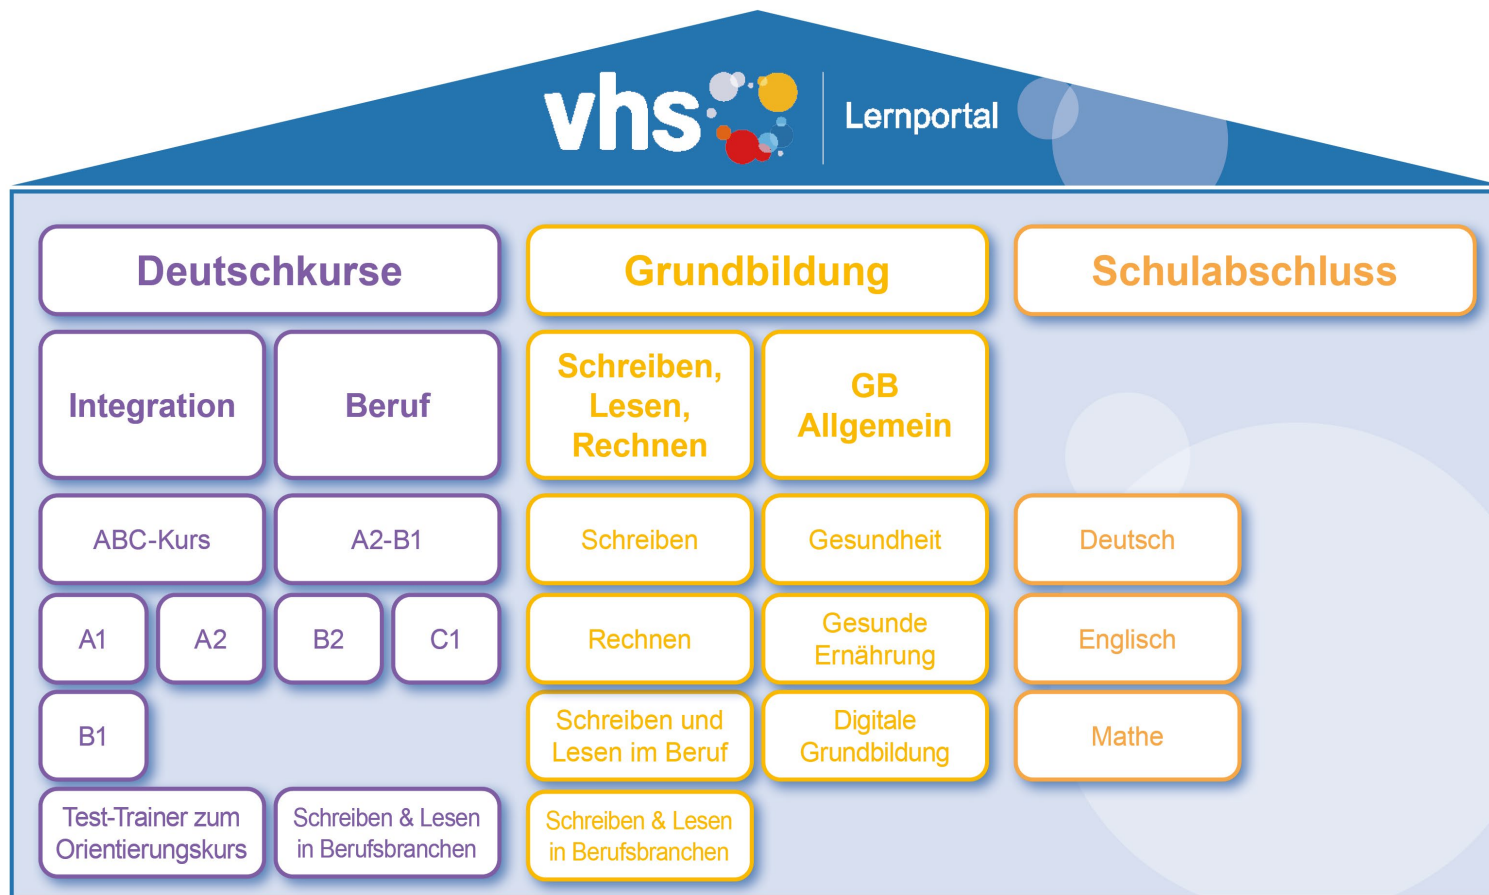 vhs
Lernportal
Deutschkurse
Grundbildung
Schulabschluss
Integration
Beruf
Schreiben,
Lesen,
Rechnen
GB
Allgemein
ABC-Kurs
A2-B1
Schreiben
Gesundheit
Deutsch
A1
A2
B2
C1
Rechnen
Gesunde
Ernährung
Englisch
B1
Schreiben und
Lesen im Beruf
Digitale
Grundbildung
Mathe
Test-Trainer zum
Orientierungskurs
Schreiben & Lesen
in Berufsbranchen
Schreiben & Lesen
in Berufsbranchen